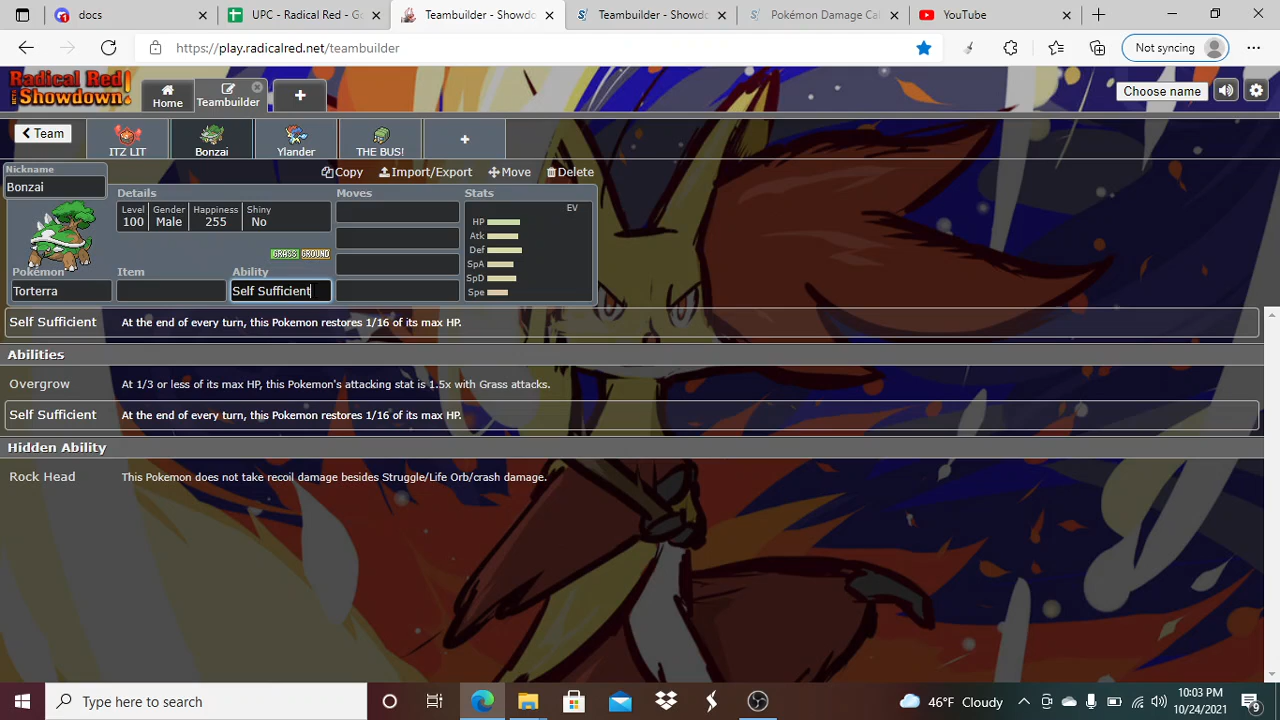 docs
UPC - Radical Red - Go
Teambuilder - Showdo
Teambuilder - Showdo
Pokémon Damage Cal
YouTube
https://play.radicalred.net/teambuilder
Not syncing
Radical Red
Showdown!
Home
Teambuilder
Choose name
Team
ITZ LIT
Bonzai
Ylander
THE BUS!
Nickname
Bonzai
Copy
Import/Export
Move
Delete
Details
Moves
Stats
Level
Gender
Happiness
Shiny
100
Male
255
No
EV
HP
Atk
Def
SpA
SpD
Spe
GRASS GROUND
Pokémon
Item
Ability
Torterra
Self Sufficient
Self Sufficient At the end of every turn, this Pokemon restores 1/16 of its max HP.
Abilities
Overgrow At 1/3 or less of its max HP, this Pokemon's attacking stat is 1.5x with Grass attacks.
Self Sufficient At the end of every turn, this Pokemon restores 1/16 of its max HP.
Hidden Ability
Rock Head This Pokemon does not take recoil damage besides Struggle/Life Orb/crash damage.
Type here to search
46°F Cloudy
10:03 PM
10/24/2021
9